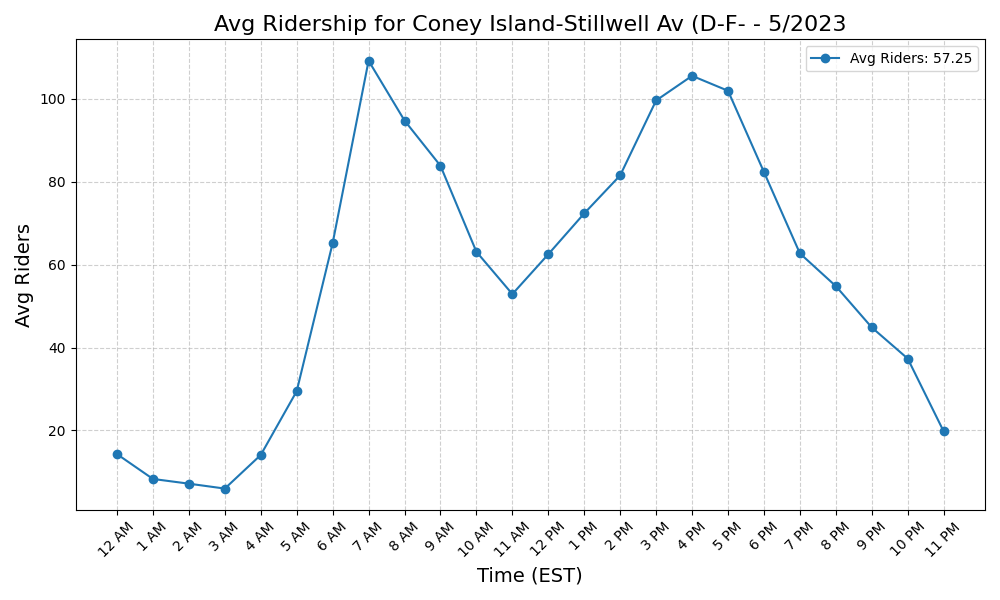 Avg Ridership for Coney Island-Stillwell Av (D-F- - 5/2023
Avg Riders: 57.25
Avg Riders
100
80
60
40
20
12 AM
1 AM
2 AM
3 AM
4 AM
5 AM
6 AM
7 AM
8 AM
9 AM
10 AM
11 AM
12 PM
1 PM
2 PM
3 PM
4 PM
5 PM
6 PM
7 PM
8 PM
9 PM
10 PM
11 PM
Time (EST)